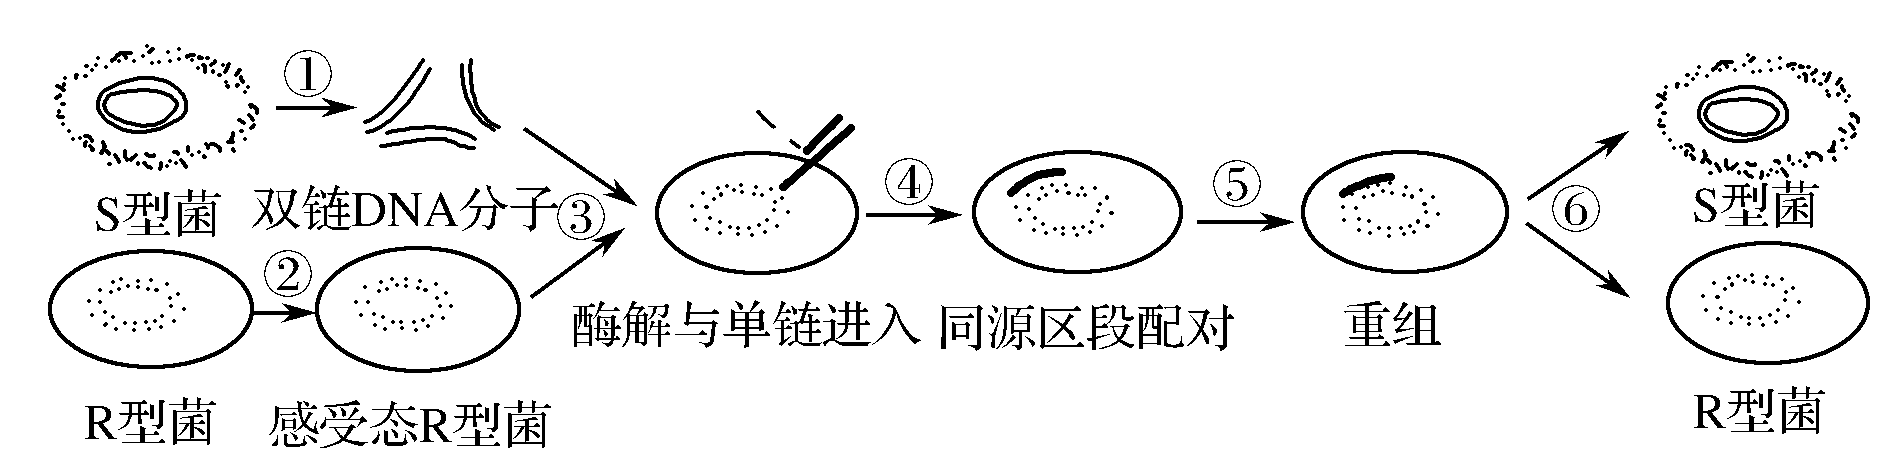 ①
S型菌
双链DNA分子
②
R型菌
感受态R型菌
③
酶解与单链进入
④
同源区段配对
⑤
重组
⑥
S型菌
R型菌